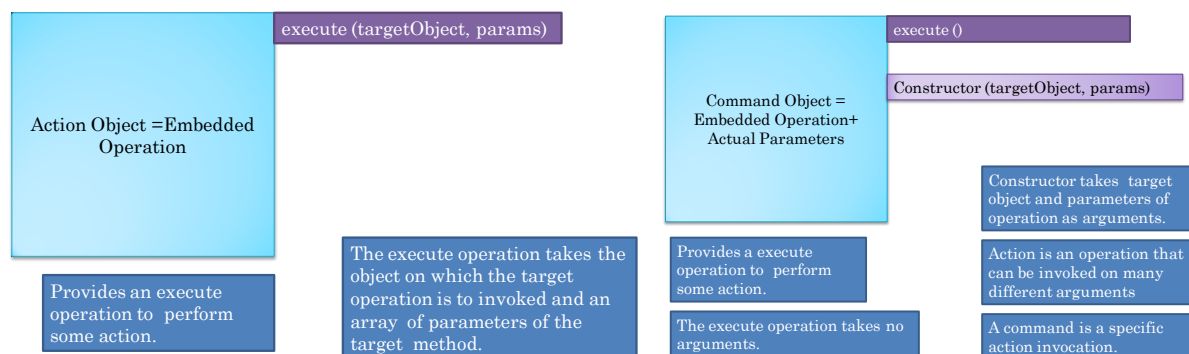 execute (targetObject, params)
Action Object =Embedded
Operation
Provides an execute
operation to perform
some action.
The execute operation takes the
object on which the target
operation is to invoked and an
array of parameters of the
target method.
execute ()
Constructor (targetObject, params)
Command Object =
Embedded Operation+
Actual Parameters
Provides a execute
operation to perform
some action.
The execute operation takes no
arguments.
Constructor takes target
object and parameters of
operation as arguments.
Action is an operation that
can be invoked on many
different arguments
A command is a specific
action invocation.